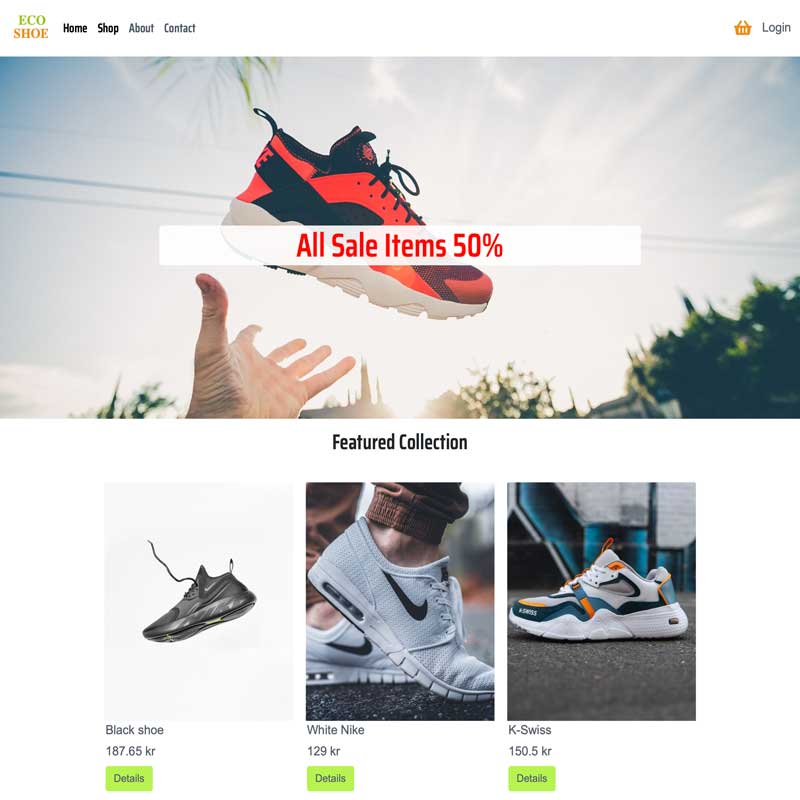 ECO
SHOE
Home Shop About Contact
Login
All Sale Items 50%
Featured Collection
K-SWISS
Black shoe
White Nike
K-Swiss
187.65 kr
129 kr
150.5 kr
Details
Details
Details